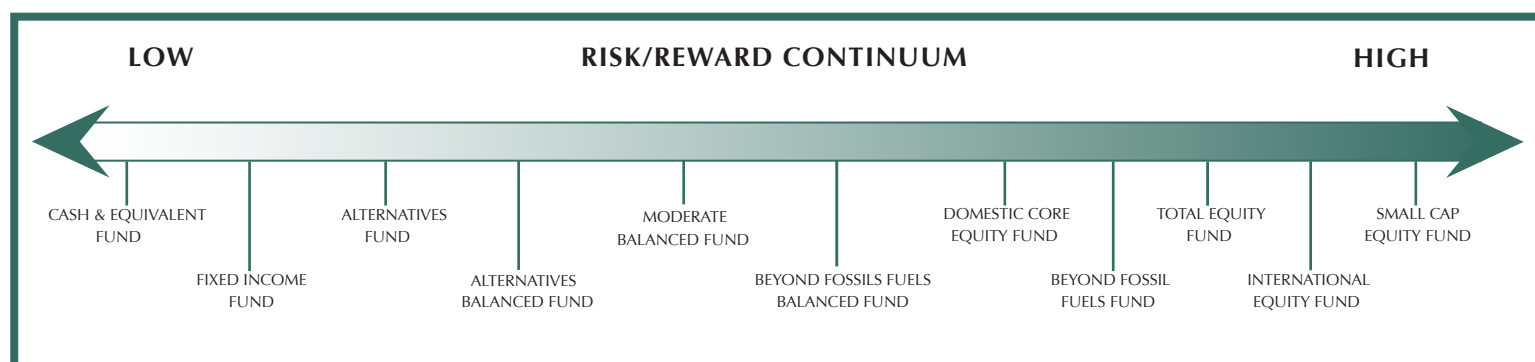 LOW
RISK/REWARD CONTINUUM
HIGH
CASH & EQUIVALENT
FUND
FIXED INCOME
FUND
ALTERNATIVES
FUND
ALTERNATIVES
BALANCED FUND
MODERATE
BALANCED FUND
BEYOND FOSSILS FUELS
BALANCED FUND
DOMESTIC CORE
EQUITY FUND
BEYOND FOSSIL
FUELS FUND
TOTAL EQUITY
FUND
INTERNATIONAL
EQUITY FUND
SMALL CAP
EQUITY FUND